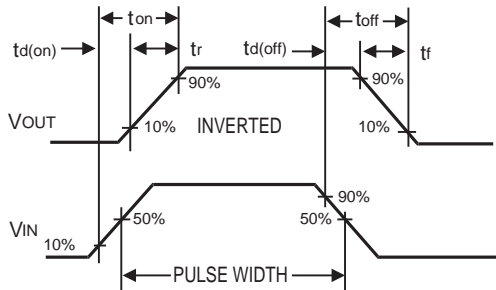 ton
toff
td(on)
tr
td(off)
tf
90%
90%
VOUT
10%
INVERTED
10%
90%
VIN
50%
50%
10%
PULSE WIDTH